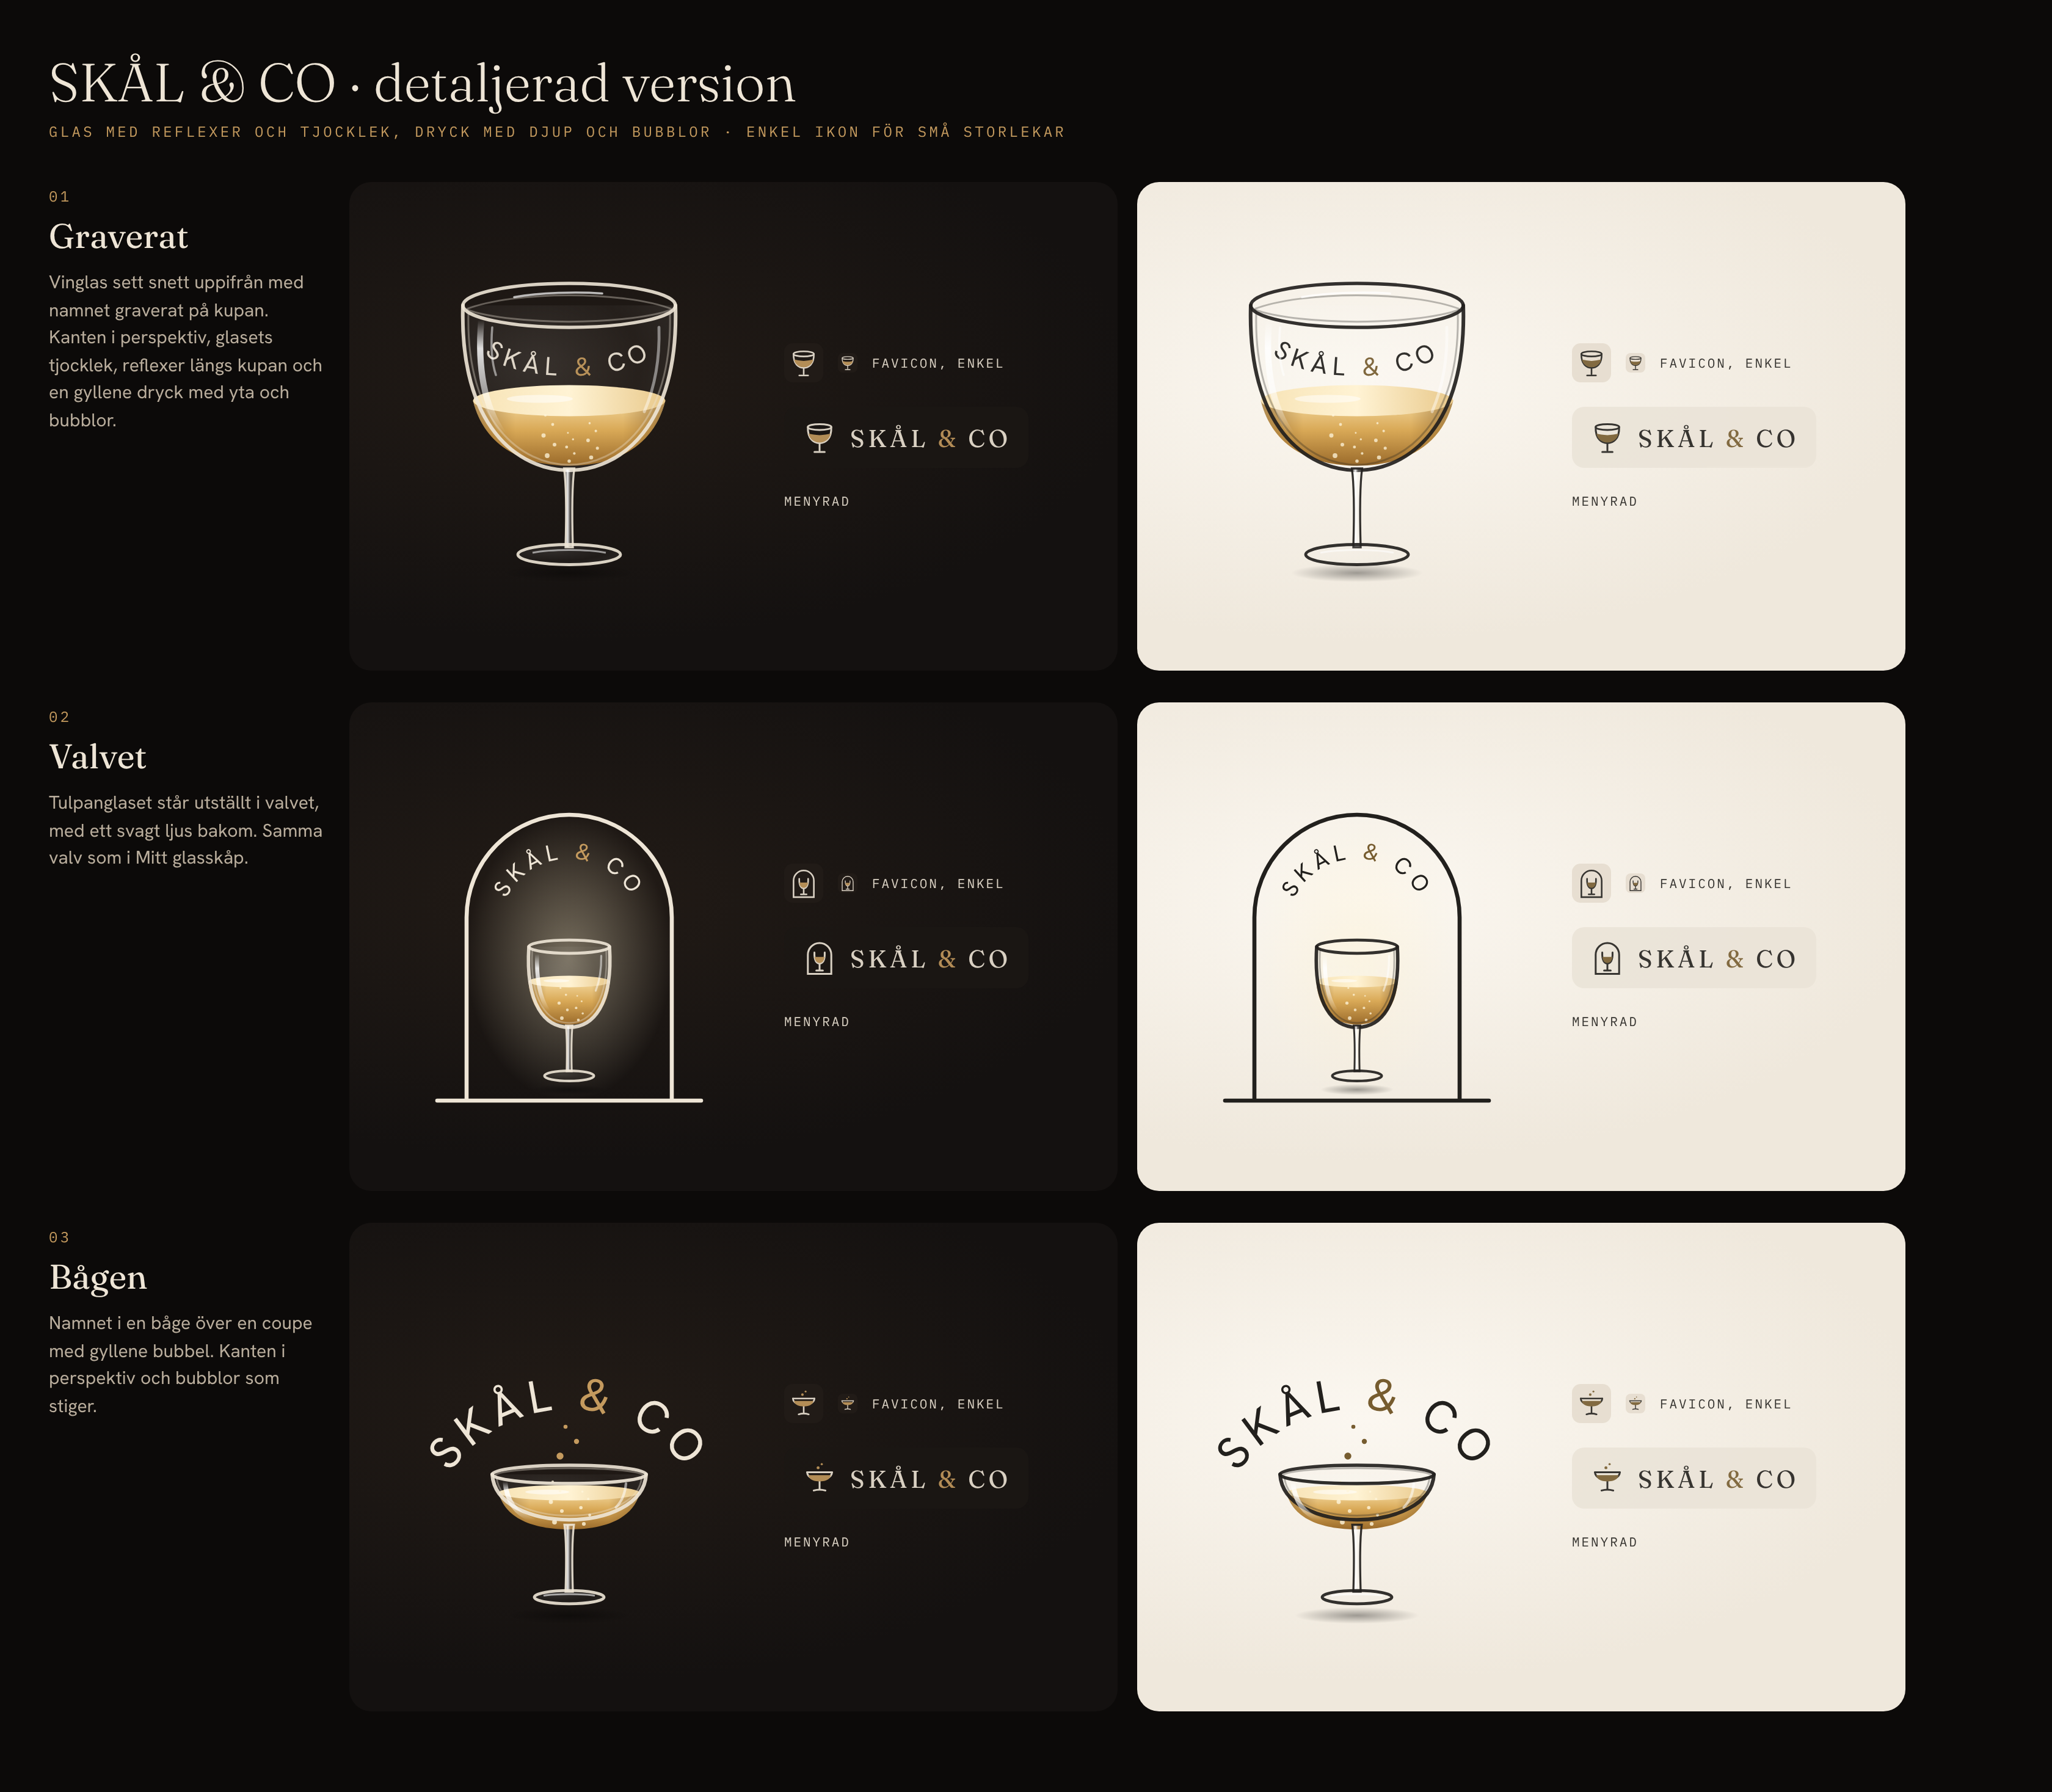 SKÅL & CO · detaljerad version
GLAS MED REFLEXER OCH TJOCKLEK, DRYCK MED DJUP OCH BUBBLOR · ENKEL IKON FÖR SMÅ STORLEKAR
01
Graverat
Vinglas sett snett uppifrån med
namnet graverat på kupan.
Kanten i perspektiv, glasets
tjocklek, reflexer längs kupan och
en gyllene dryck med yta och
bubblor.
SKÅL & CO
FAVICON, ENKEL
SKÅL & CO
MENYRAD
SKÅL & CO
FAVICON, ENKEL
SKÅL & CO
MENYRAD
02
Valvet
Tulpanglaset står utställt i valvet,
med ett svagt ljus bakom. Samma
valv som i Mitt glasskåp.
SKÅL & CO
FAVICON, ENKEL
SKÅL & CO
MENYRAD
SKÅL & CO
FAVICON, ENKEL
SKÅL & CO
MENYRAD
03
Bågen
Namnet i en båge över en coupe
med gyllene bubbel. Kanten i
perspektiv och bubblor som
stiger.
SKÅL & CO
FAVICON, ENKEL
SKÅL & CO
MENYRAD
SKÅL & CO
FAVICON, ENKEL
SKÅL & CO
MENYRAD